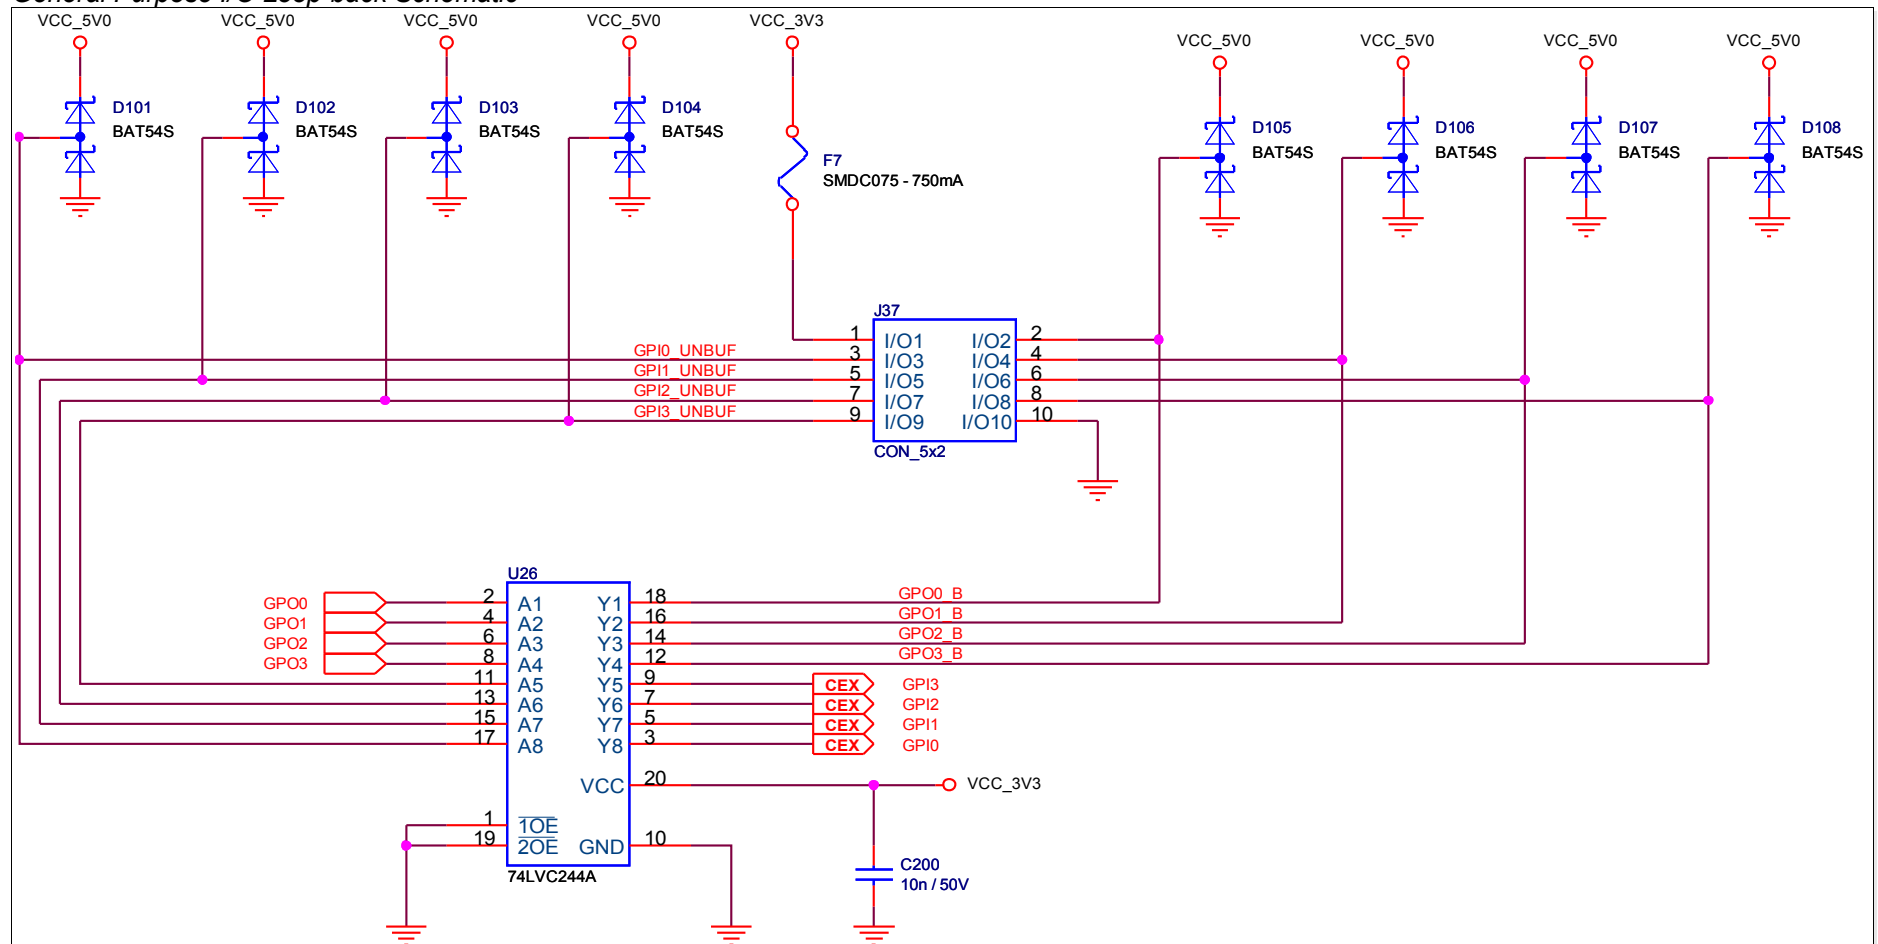 General Purpose I/O Loop-back Schematic
VCC_5V0 VCC_5V0 VCC_5V0 VCC_5V0 VCC_3V3
VCC_5V0 VCC_5V0 VCC_5V0 VCC_5V0
D101 D102 D103 D104
BAT54S BAT54S BAT54S BAT54S
D105 D106 D107 D108
BAT54S BAT54S BAT54S BAT54S
F7
SMDC075 - 750mA
J37
1 I/O1 I/O2 2
GPI0_UNBUF 3 I/O3 I/O4 4
GPI1_UNBUF 5 I/O5 I/O6 6
GPI2_UNBUF 7 I/O7 I/O8 8
GPI3_UNBUF 9 I/O9 I/O10 10
CON_5x2
U26
GPO0 2 A1 Y1 18 GPO0_B
GPO1 4 A2 Y2 16 GPO1_B
GPO2 6 A3 Y3 14 GPO2_B
GPO3 8 A4 Y4 12 GPO3_B
11 A5 Y5 9 CEX GPI3
13 A6 Y6 7 CEX GPI2
15 A7 Y7 5 CEX GPI1
17 A8 Y8 3 CEX GPI0
VCC 20 VCC_3V3
1 1OE
19 2OE GND 10
74LVC244A
C200
10n / 50V